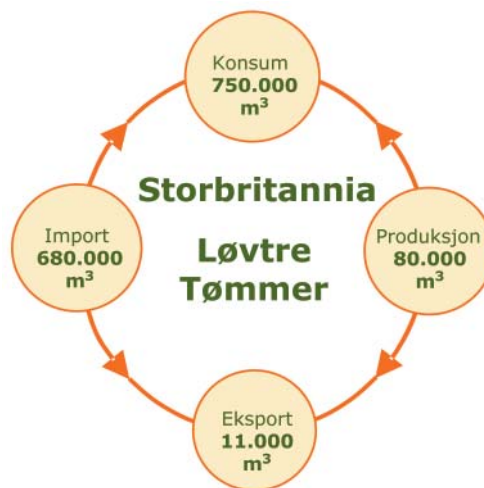 Konsum
750.000
m³
Storbritannia
Løvtre
Tømmer
Import
680.000
m³
Produksjon
80.000
m³
Eksport
11.000
m³